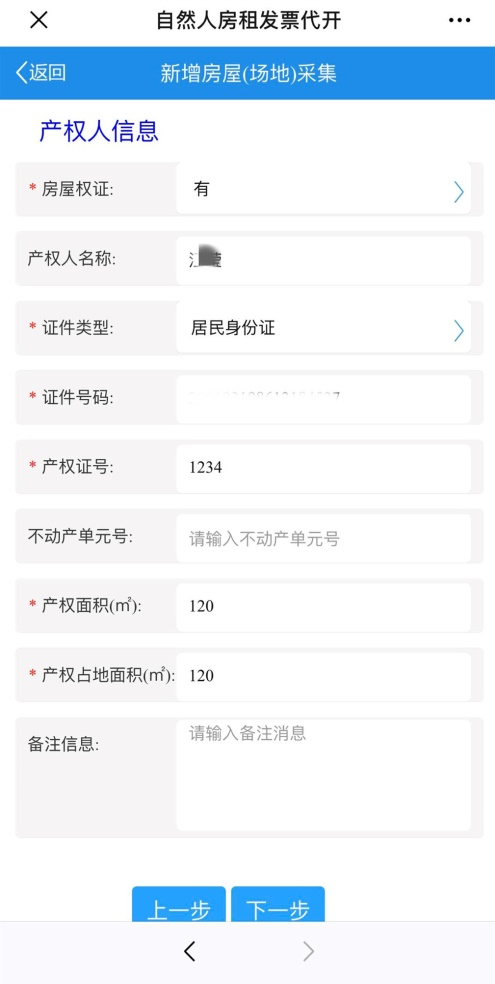 自然人房租发票代开
返回
新增房屋(场地)采集
产权人信息
* 房屋权证: 有
产权人名称:
* 证件类型: 居民身份证
* 证件号码:
* 产权证号: 1234
不动产单元号: 请输入不动产单元号
* 产权面积(㎡): 120
* 产权占地面积(㎡): 120
备注信息: 请输入备注消息
上一步 下一步